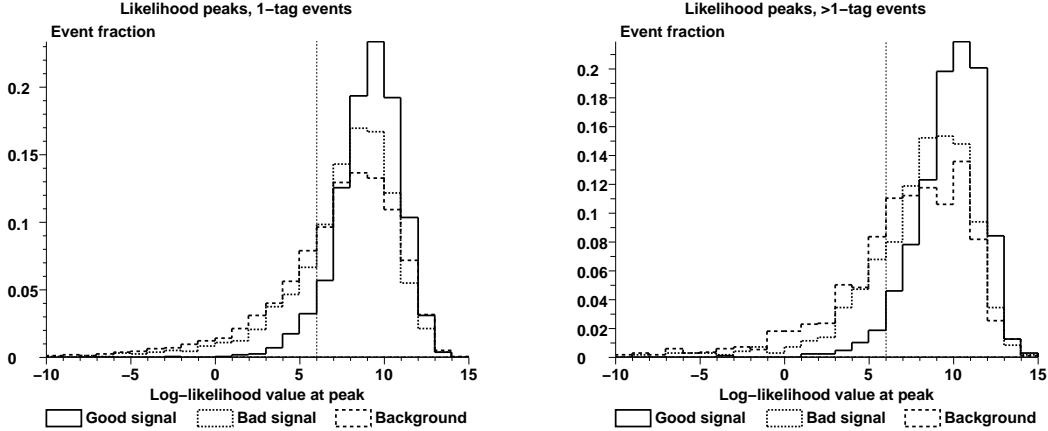 Likelihood peaks, 1−tag events
Event fraction
0.2
0.15
0.1
0.05
0
−10 −5 0 5 10 15
Log−likelihood value at peak
Good signal Bad signal Background
Likelihood peaks, >1−tag events
Event fraction
0.2
0.18
0.16
0.14
0.12
0.1
0.08
0.06
0.04
0.02
0
−10 −5 0 5 10 15
Log−likelihood value at peak
Good signal Bad signal Background